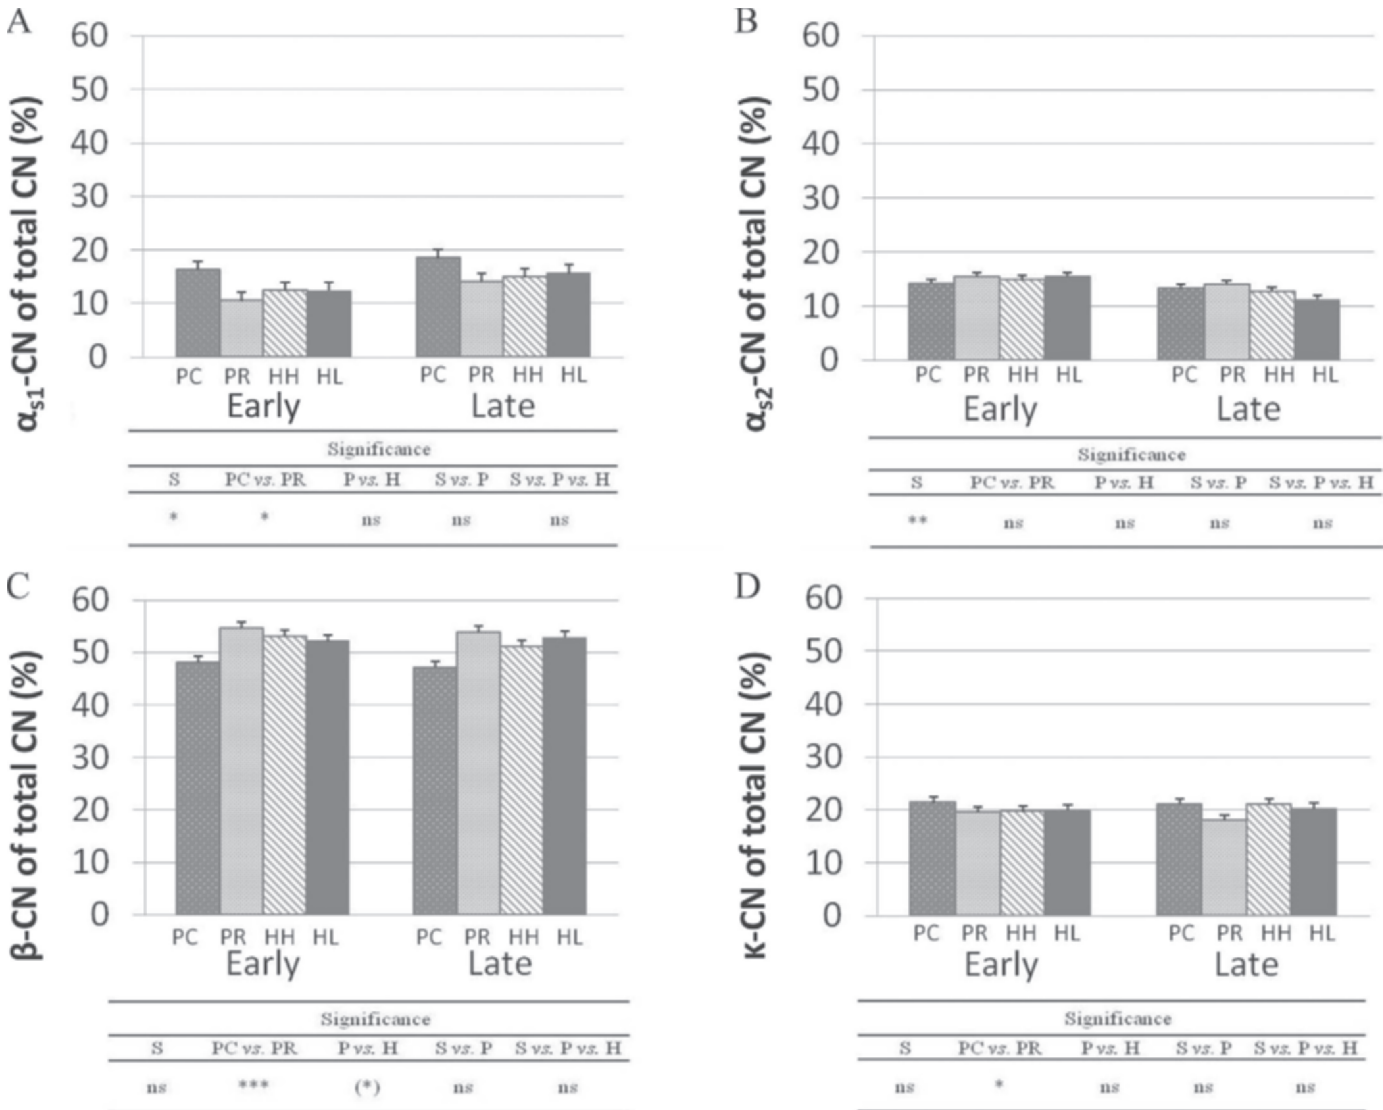 A
α_s1-CN of total CN (%)
60
50
40
30
20
10
0
PC PR HH HL PC PR HH HL
Early Late
Significance
S PC vs. PR P vs. H S vs. P S vs. P vs. H
* * ns ns ns
B
α_s2-CN of total CN (%)
60
50
40
30
20
10
0
PC PR HH HL PC PR HH HL
Early Late
Significance
S PC vs. PR P vs. H S vs. P S vs. P vs. H
** ns ns ns ns
C
β-CN of total CN (%)
60
50
40
30
20
10
0
PC PR HH HL PC PR HH HL
Early Late
Significance
S PC vs. PR P vs. H S vs. P S vs. P vs. H
ns *** (*) ns ns
D
κ-CN of total CN (%)
60
50
40
30
20
10
0
PC PR HH HL PC PR HH HL
Early Late
Significance
S PC vs. PR P vs. H S vs. P S vs. P vs. H
ns * ns ns ns